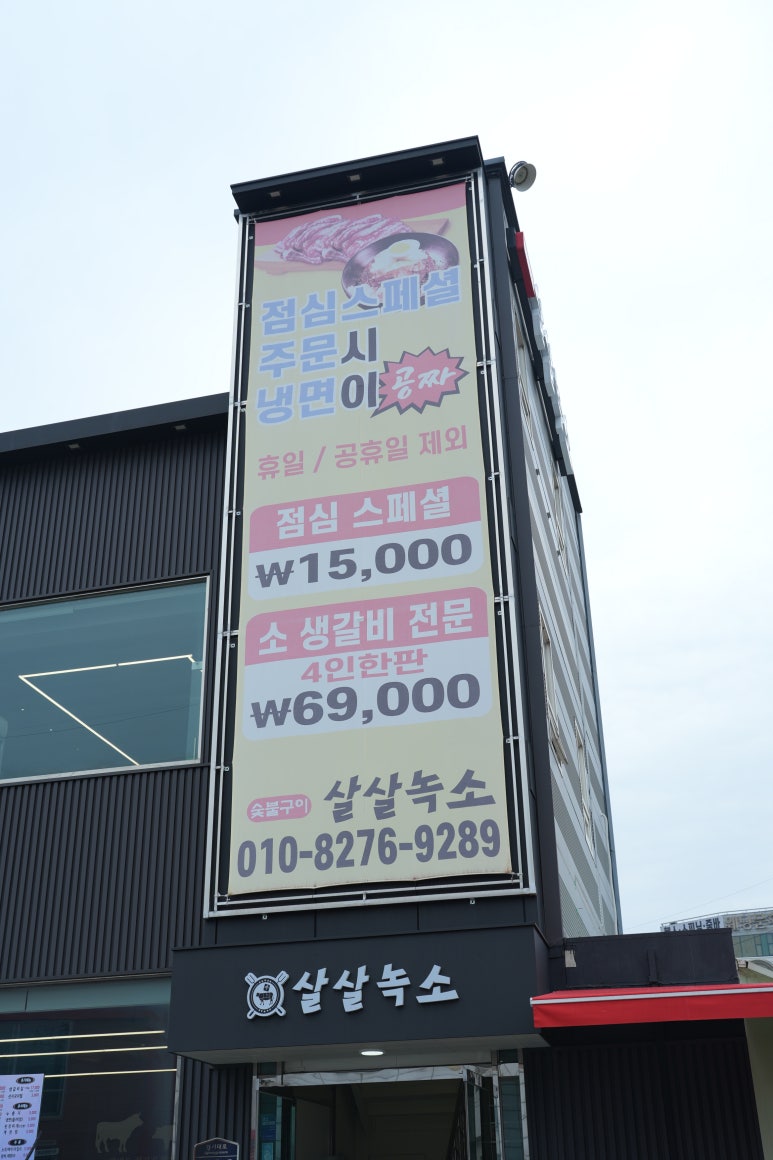 점심스페셜
주문시
냉면이 공짜
휴일 / 공휴일 제외
점심 스페셜
₩15,000
소 생갈비 전문
4인한판
₩69,000
숯불구이 살살녹소
010-8276-9289
살살녹소